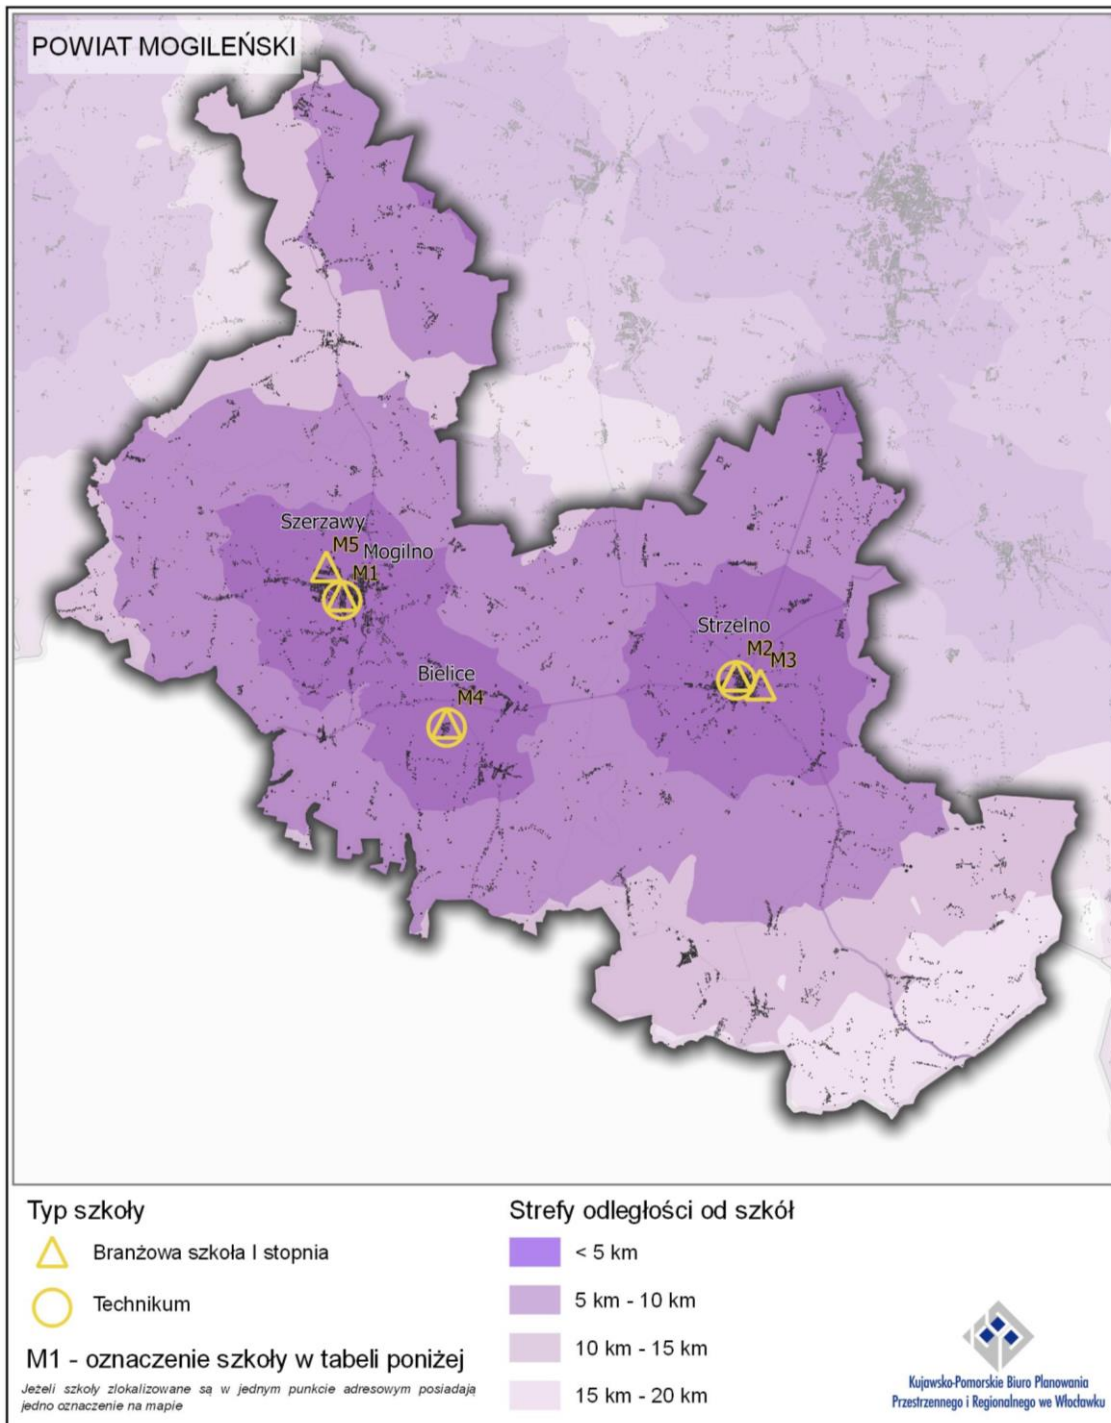 POWIAT MOGILEŃSKI
Szerzawy
M5
Mogilno
M1
Strzelno
M2
M3
Bielice
M4
Typ szkoły
Branżowa szkoła I stopnia
Technikum
M1 - oznaczenie szkoły w tabeli poniżej
Jeżeli szkoły zlokalizowane są w jednym punkcie adresowym posiadają
jedno oznaczenie na mapie
Strefy odległości od szkół
< 5 km
5 km - 10 km
10 km - 15 km
15 km - 20 km
Kujawsko-Pomorskie Biuro Planowania
Przestrzennego i Regionalnego we Włocławku